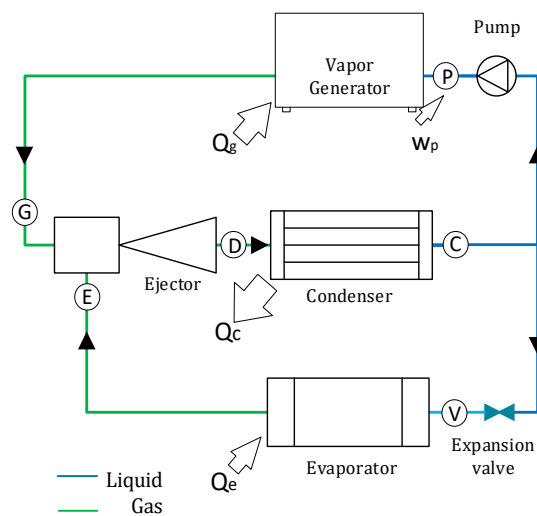 Pump
Vapor
Generator
P
Qg
wp
G
D
C
Ejector
Condenser
E
Qc
V
Expansion
valve
Evaporator
Qe
Liquid
Gas